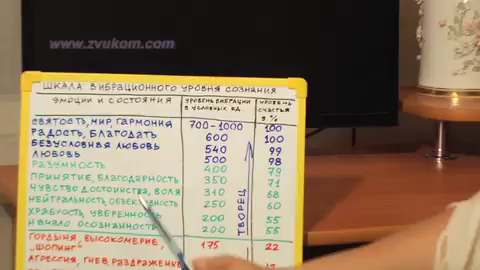 www.zvukom.com
ШКАЛА ВИБРАЦИОННОГО УРОВНЯ СОЗНАНИЯ
ЭМОЦИИ И СОСТОЯНИЯ
УРОВЕНЬ ВИБРАЦИИ В УСЛОВНЫХ ЕД.
УРОВЕНЬ СЧАСТЬЯ В %
СВЯТОСТЬ, МИР, ГАРМОНИЯ 700-1000 100
РАДОСТЬ, БЛАГОДАТЬ 600 100
БЕЗУСЛОВНАЯ ЛЮБОВЬ 540 99
ЛЮБОВЬ 500 98
РАЗУМНОСТЬ 400 79
ПРИНЯТИЕ, БЛАГОДАРНОСТЬ 350 71
ЧУВСТВО ДОСТОИНСТВА, ВОЛЯ 310 68
НЕЙТРАЛЬНОСТЬ, ОБЪЕКТИВНОСТЬ 250 60
ХРАБРОСТЬ, УВЕРЕННОСТЬ 200 55
НАЧАЛО ОСОЗНАННОСТИ 200 55
ТВОРЕЦ
ГОРДЫНЯ, ВЫСОКОМЕРИЕ, 175 22
"ШОПИНГ"
АГРЕССИЯ, ГНЕВ, РАЗДРАЖЕНИЕ